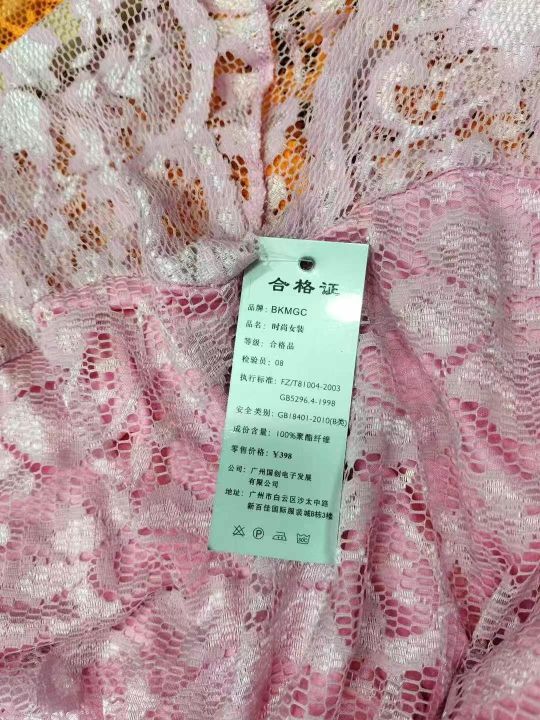 合格证
品牌：BKMGC
品名：时尚女装
等级：合格品
检验员：08
执行标准：FZ/T81004-2003
GB5296.4-1998
安全类别：GB18401-2010(B类)
成份含量：100%聚酯纤维
零售价格：¥398
公司：广州国创电子发展
有限公司
地址：广州市白云区沙太中路
新百佳国际服装城B栋3楼